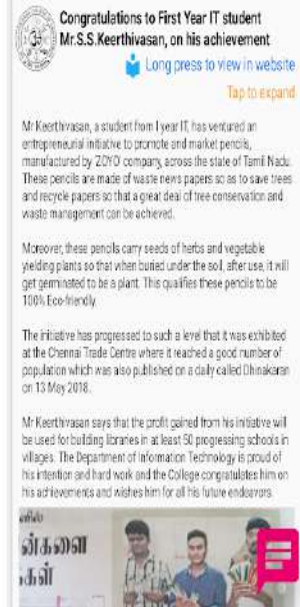 Congratulations to First Year IT student
Mr.S.S.Keerthivasan, on his achievement
Long press to view in website
Tap to expand
Mr Keerthivasan, a student from I year IT, has ventured an
entrepreneurial initiative to promote and market pencils,
manufactured by 'ZOYO' company, across the state of Tamil Nadu.
These pencils are made of waste news papers so as to save trees
and recycle papers so that a great deal of tree conservation and
waste management can be achieved.
Moreover, these pencils carry seeds of herbs and vegetable
yielding plants so that when buried under the soil, after use, it will
get germinated to be a plant. This qualifies these pencils to be
100% Eco-friendly.
The initiative has progressed to such a level that it was exhibited
at the Chennai Trade Centre where it reached a good number of
population which was also published on a daily called Dhinakaran
on 13 May 2018.
Mr Keerthivasan says that the profit gained from his initiative will
be used for building libraries in at least 50 progressing schools in
villages. The Department of Information Technology is proud of
his intention and hard work and the College congratulates him on
his achievements and wishes him for all his future endeavors.